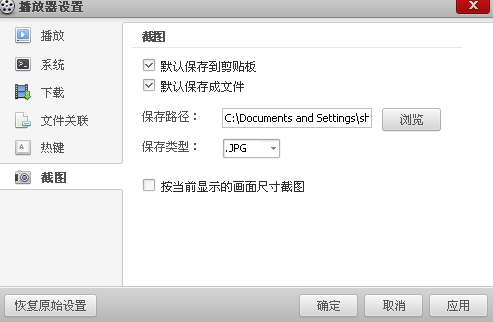 播放器设置
播放
系统
下载
文件关联
热键
截图
截图
默认保存到剪贴板
默认保存成文件
保存路径： C:\Documents and Settings\sh 浏览
保存类型： .JPG
按当前显示的画面尺寸截图
恢复原始设置 确定 取消 应用